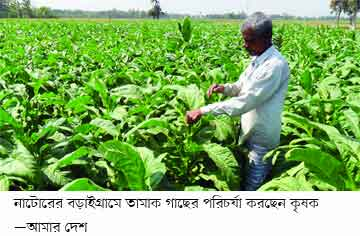 নাটোরের বড়াইগ্রামে তামাক গাছের পরিচর্যা করছেন কৃষক
—আমার দেশ